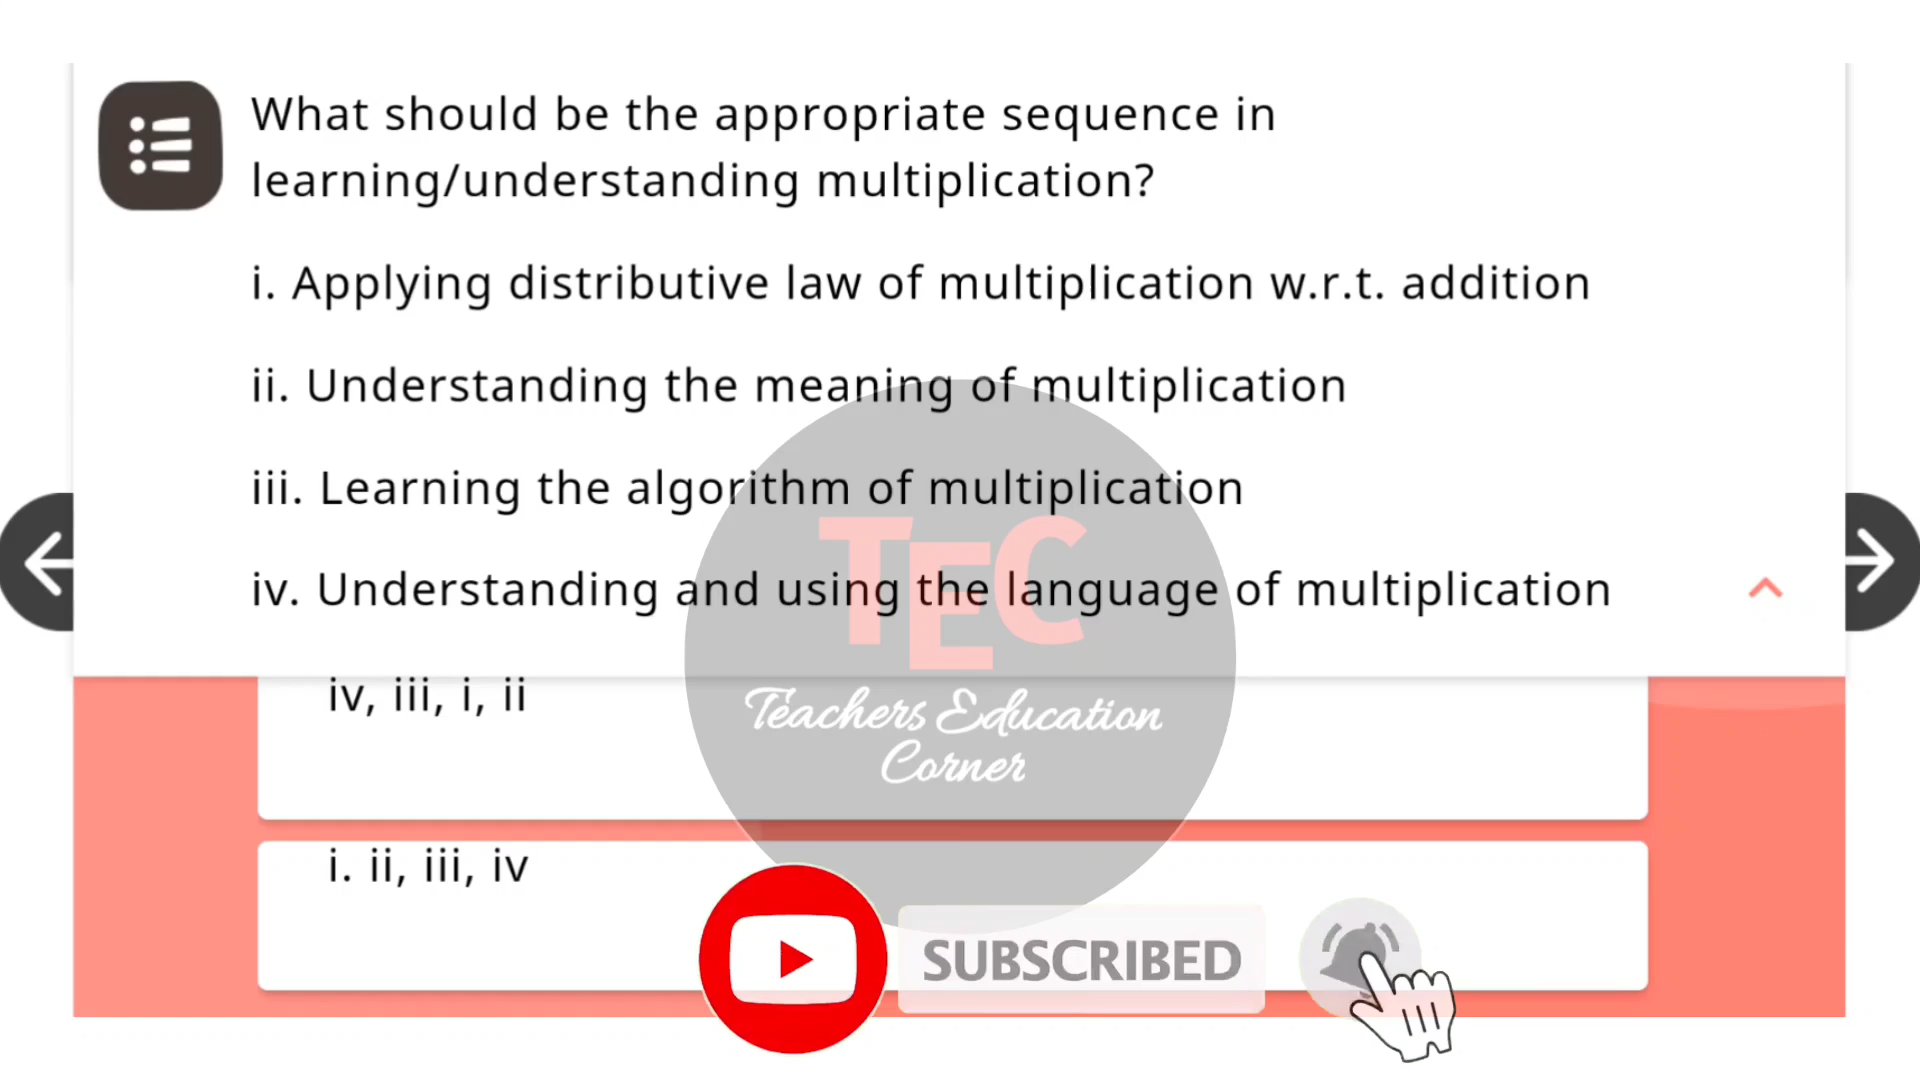 What should be the appropriate sequence in
learning/understanding multiplication?
i. Applying distributive law of multiplication w.r.t. addition
ii. Understanding the meaning of multiplication
iii. Learning the algorithm of multiplication
iv. Understanding and using the language of multiplication
TEC
Teachers Education
Corner
iv, iii, i, ii
i. ii, iii, iv
SUBSCRIBED